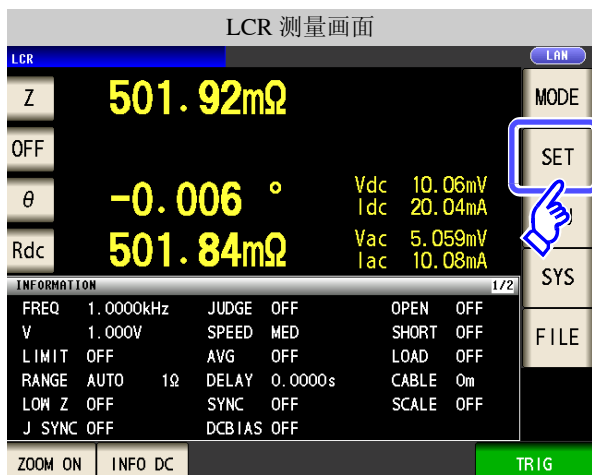 LCR 测量画面
LCR
LAN
Z 501.92mΩ
MODE
OFF
SET
θ -0.006 °
Vdc 10.06mV
Idc 20.04mA
Rdc 501.84mΩ
Vac 5.059mV
Iac 10.08mA
SYS
INFORMATION 1/2
FREQ 1.0000kHz JUDGE OFF OPEN OFF
V 1.000V SPEED MED SHORT OFF
FILE
LIMIT OFF AVG OFF LOAD OFF
RANGE AUTO 1Ω DELAY 0.0000s CABLE 0m
LOW Z OFF SYNC OFF SCALE OFF
J SYNC OFF DCBIAS OFF
ZOOM ON INFO DC TRIG